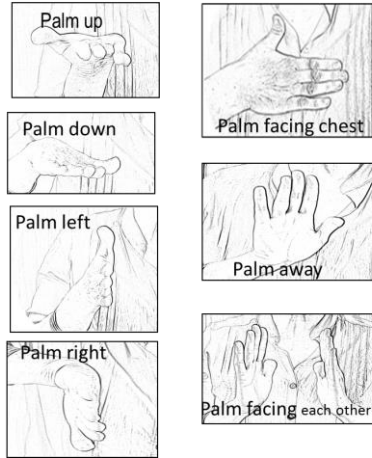 Palm up
Palm down
Palm left
Palm right
Palm facing chest
Palm away
Palm facing each other